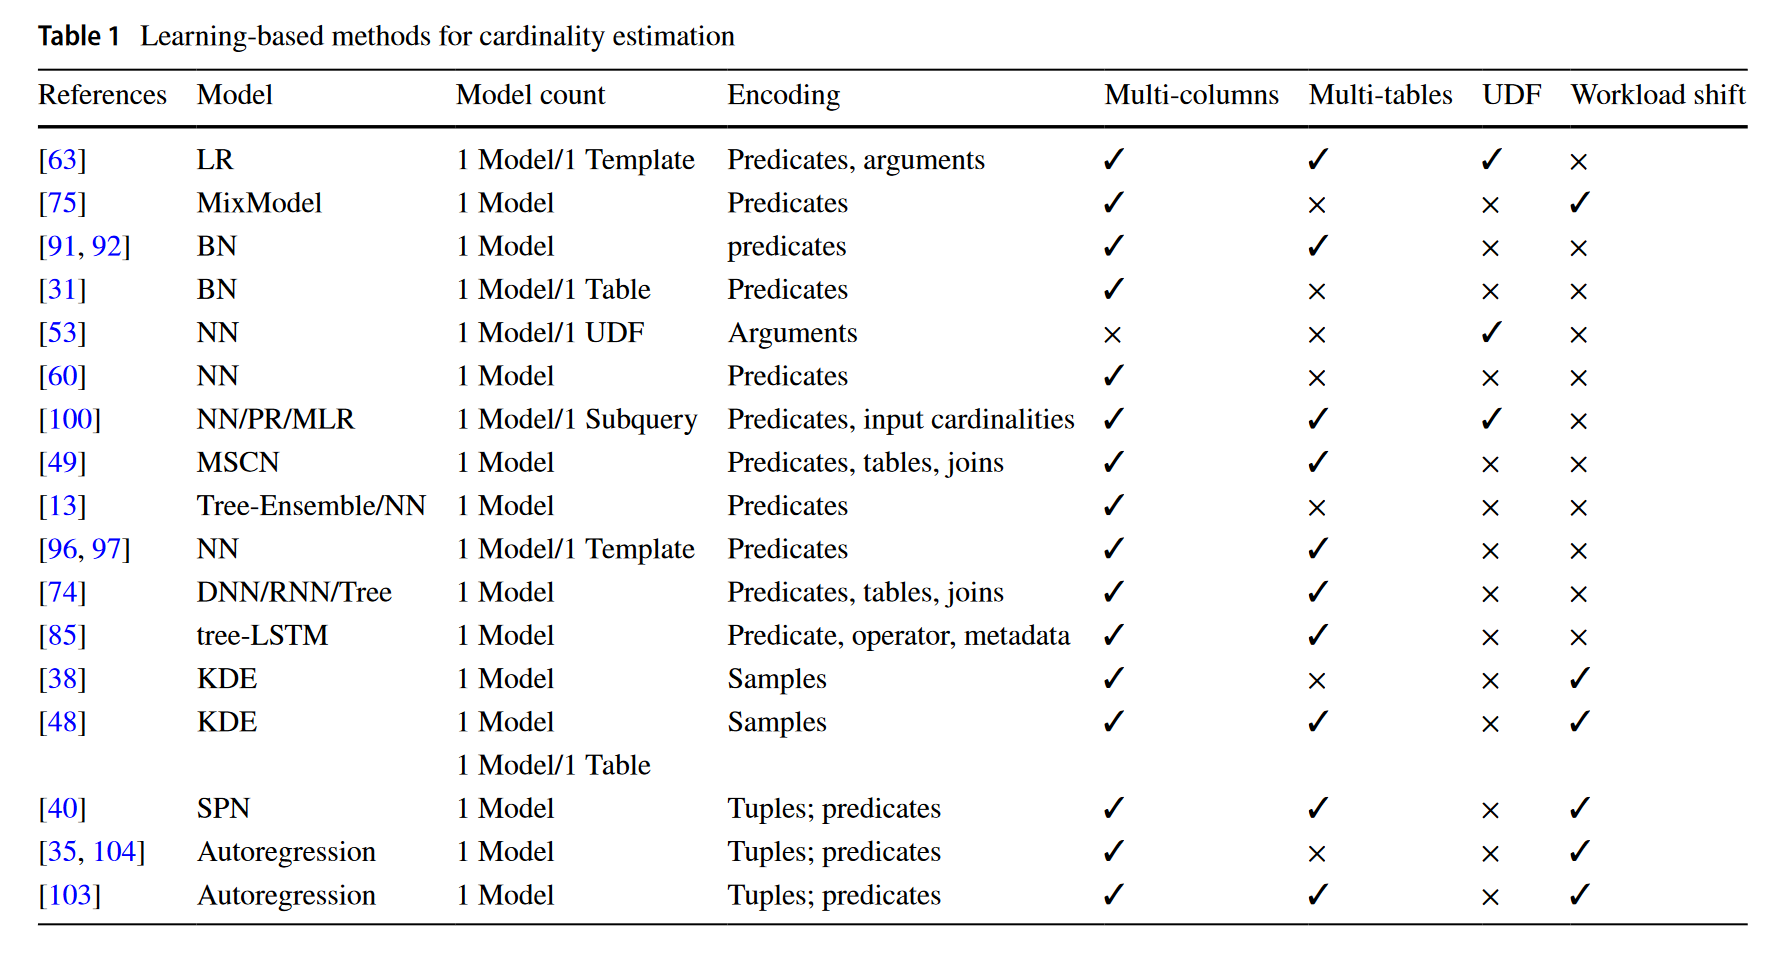 Table 1 Learning-based methods for cardinality estimation
References Model Model count Encoding Multi-columns Multi-tables UDF Workload shift
[63] LR 1 Model/1 Template Predicates, arguments ✓ ✓ ✓ ×
[75] MixModel 1 Model Predicates ✓ × × ✓
[91, 92] BN 1 Model predicates ✓ ✓ × ×
[31] BN 1 Model/1 Table Predicates ✓ × × ×
[53] NN 1 Model/1 UDF Arguments × × ✓ ×
[60] NN 1 Model Predicates ✓ × × ×
[100] NN/PR/MLR 1 Model/1 Subquery Predicates, input cardinalities ✓ ✓ ✓ ×
[49] MSCN 1 Model Predicates, tables, joins ✓ ✓ × ×
[13] Tree-Ensemble/NN 1 Model Predicates ✓ × × ×
[96, 97] NN 1 Model/1 Template Predicates ✓ ✓ × ×
[74] DNN/RNN/Tree 1 Model Predicates, tables, joins ✓ ✓ × ×
[85] tree-LSTM 1 Model Predicate, operator, metadata ✓ ✓ × ×
[38] KDE 1 Model Samples ✓ × × ✓
[48] KDE 1 Model Samples ✓ ✓ × ✓
1 Model/1 Table
[40] SPN 1 Model Tuples; predicates ✓ ✓ × ✓
[35, 104] Autoregression 1 Model Tuples; predicates ✓ × × ✓
[103] Autoregression 1 Model Tuples; predicates ✓ ✓ × ✓